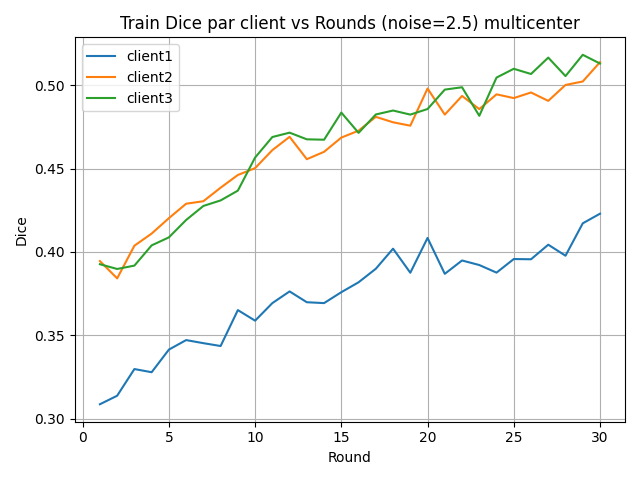 Train Dice par client vs Rounds (noise=2.5) multicenter
client1
client2
client3
0.50
0.45
0.40
0.35
0.30
Dice
0 5 10 15 20 25 30
Round